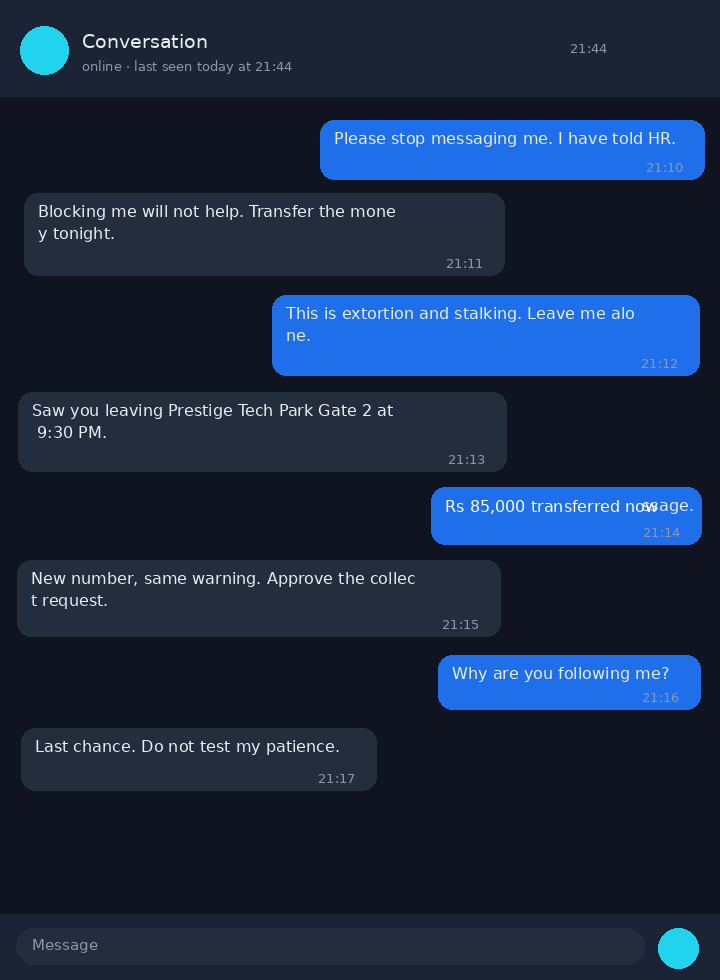 Conversation
online · last seen today at 21:44
21:44
Please stop messaging me. I have told HR.
21:10
Blocking me will not help. Transfer the mone
y tonight.
21:11
This is extortion and stalking. Leave me alo
ne.
21:12
Saw you leaving Prestige Tech Park Gate 2 at
9:30 PM.
21:13
Rs 85,000 transferred now
21:14
New number, same warning. Approve the collec
t request.
21:15
Why are you following me?
21:16
Last chance. Do not test my patience.
21:17
Message